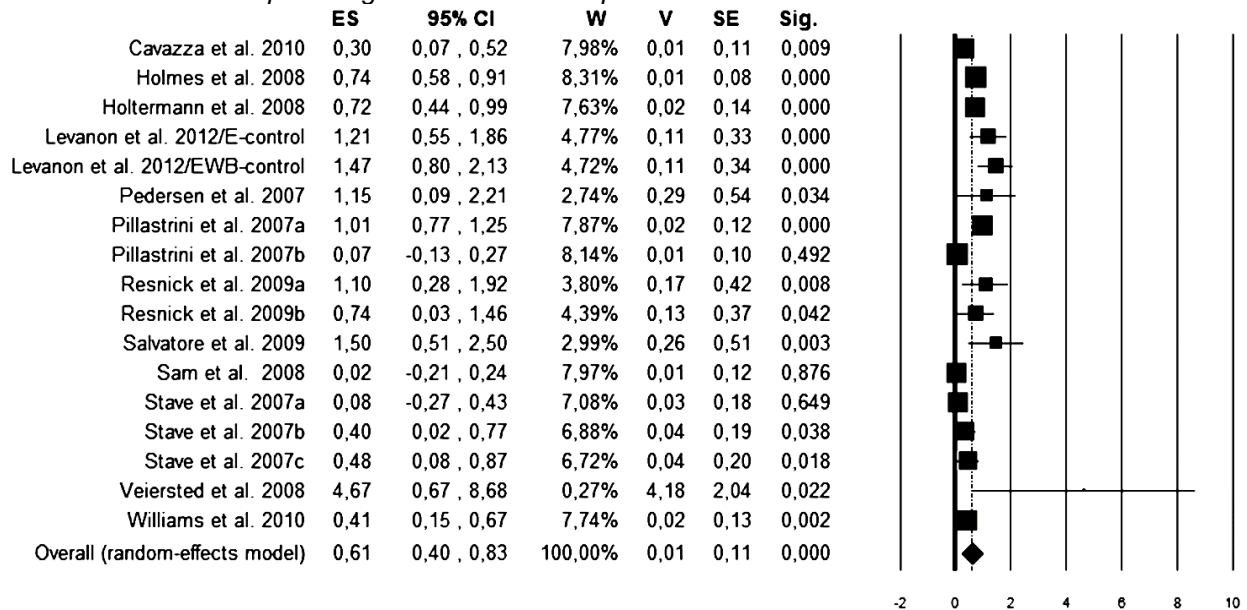 ES 95% CI W V SE Sig.
Cavazza et al. 2010 0,30 0,07 , 0,52 7,98% 0,01 0,11 0,009
Holmes et al. 2008 0,74 0,58 , 0,91 8,31% 0,01 0,08 0,000
Holtermann et al. 2008 0,72 0,44 , 0,99 7,63% 0,02 0,14 0,000
Levanon et al. 2012/E-control 1,21 0,55 , 1,86 4,77% 0,11 0,33 0,000
Levanon et al. 2012/EWB-control 1,47 0,80 , 2,13 4,72% 0,11 0,34 0,000
Pedersen et al. 2007 1,15 0,09 , 2,21 2,74% 0,29 0,54 0,034
Pillastrini et al. 2007a 1,01 0,77 , 1,25 7,87% 0,02 0,12 0,000
Pillastrini et al. 2007b 0,07 -0,13 , 0,27 8,14% 0,01 0,10 0,492
Resnick et al. 2009a 1,10 0,28 , 1,92 3,80% 0,17 0,42 0,008
Resnick et al. 2009b 0,74 0,03 , 1,46 4,39% 0,13 0,37 0,042
Salvatore et al. 2009 1,50 0,51 , 2,50 2,99% 0,26 0,51 0,003
Sam et al. 2008 0,02 -0,21 , 0,24 7,97% 0,01 0,12 0,876
Stave et al. 2007a 0,08 -0,27 , 0,43 7,08% 0,03 0,18 0,649
Stave et al. 2007b 0,40 0,02 , 0,77 6,88% 0,04 0,19 0,038
Stave et al. 2007c 0,48 0,08 , 0,87 6,72% 0,04 0,20 0,018
Veiersted et al. 2008 4,67 0,67 , 8,68 0,27% 4,18 2,04 0,022
Williams et al. 2010 0,41 0,15 , 0,67 7,74% 0,02 0,13 0,002
Overall (random-effects model) 0,61 0,40 , 0,83 100,00% 0,01 0,11 0,000
-2 0 2 4 6 8 10